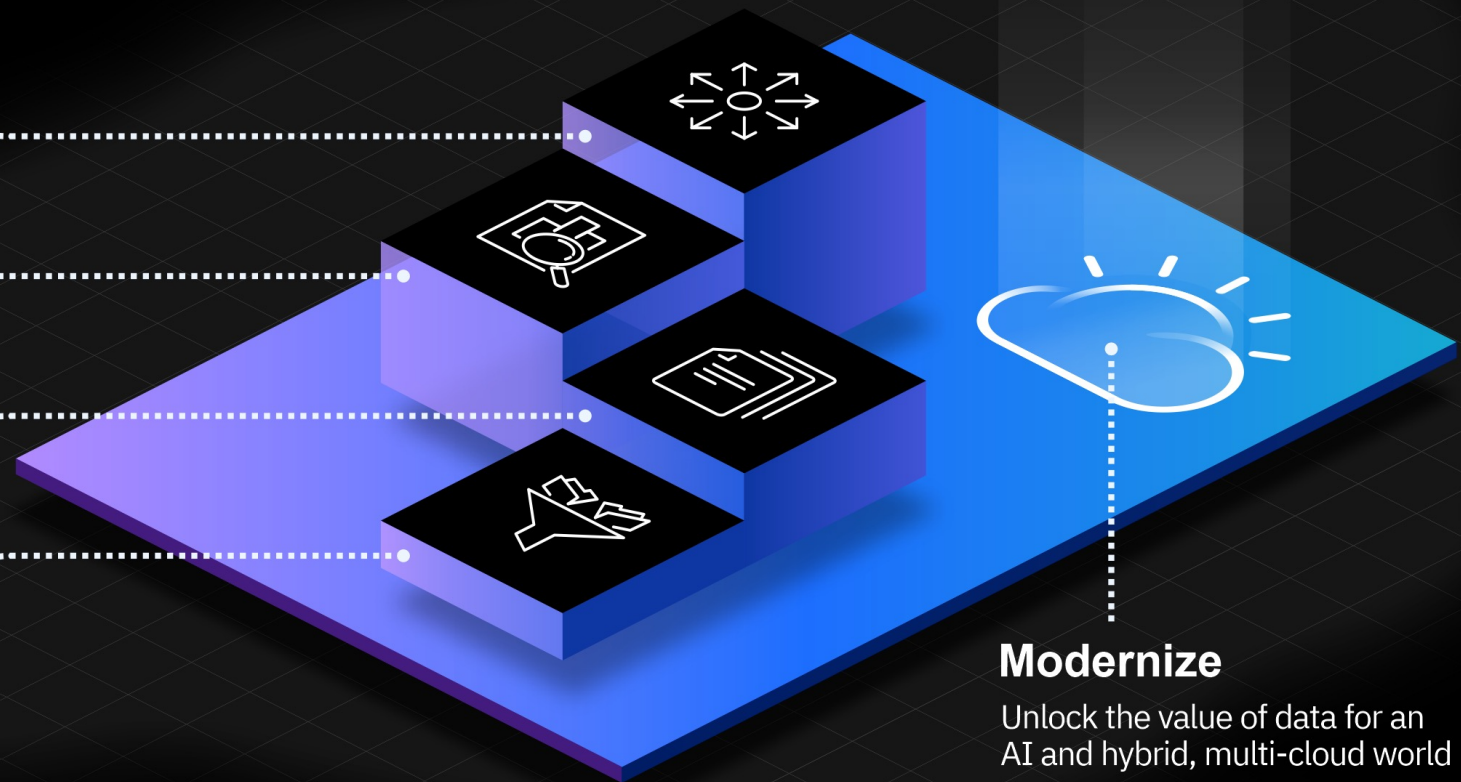 Modernize
Unlock the value of data for an
AI and hybrid, multi-cloud world